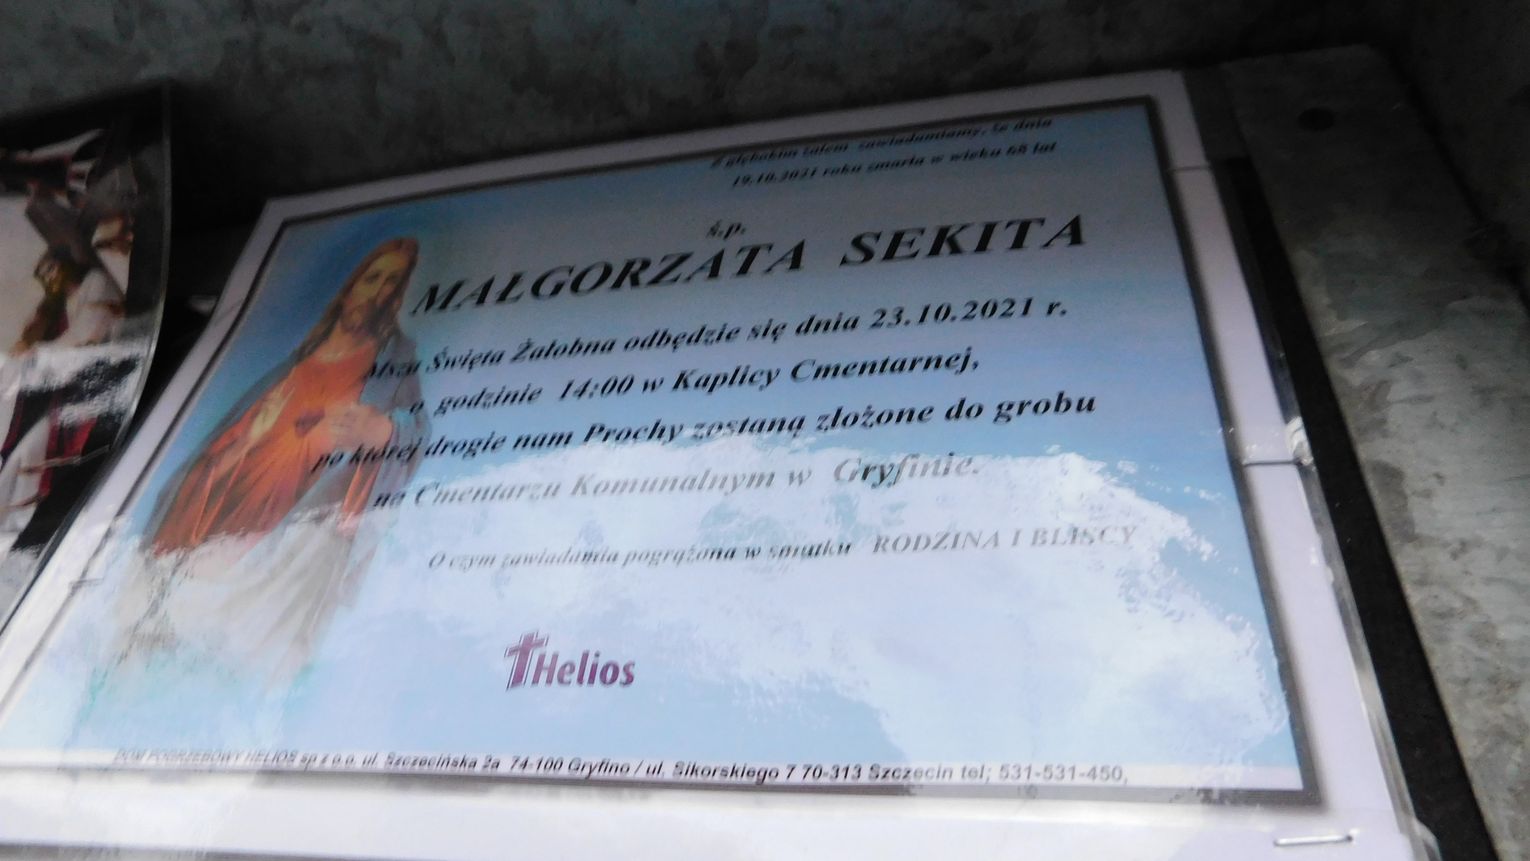 Z głębokim żalem zawiadamiamy, że dnia
19.10.2021 roku zmarła w wieku 68 lat
ś.p.
MAŁGORZATA SEKITA
Msza Święta Żałobna odbędzie się dnia 23.10.2021 r.
o godzinie 14:00 w Kaplicy Cmentarnej,
po której drogie nam Prochy zostaną złożone do grobu
na Cmentarzu Komunalnym w Gryfinie.
O czym zawiadamia pogrążona w smutku RODZINA I BLISCY
Helios
DOM POGRZEBOWY HELIOS sp z o.o. ul. Szczecińska 2a 74-100 Gryfino / ul. Sikorskiego 7 70-313 Szczecin tel; 531-531-450,